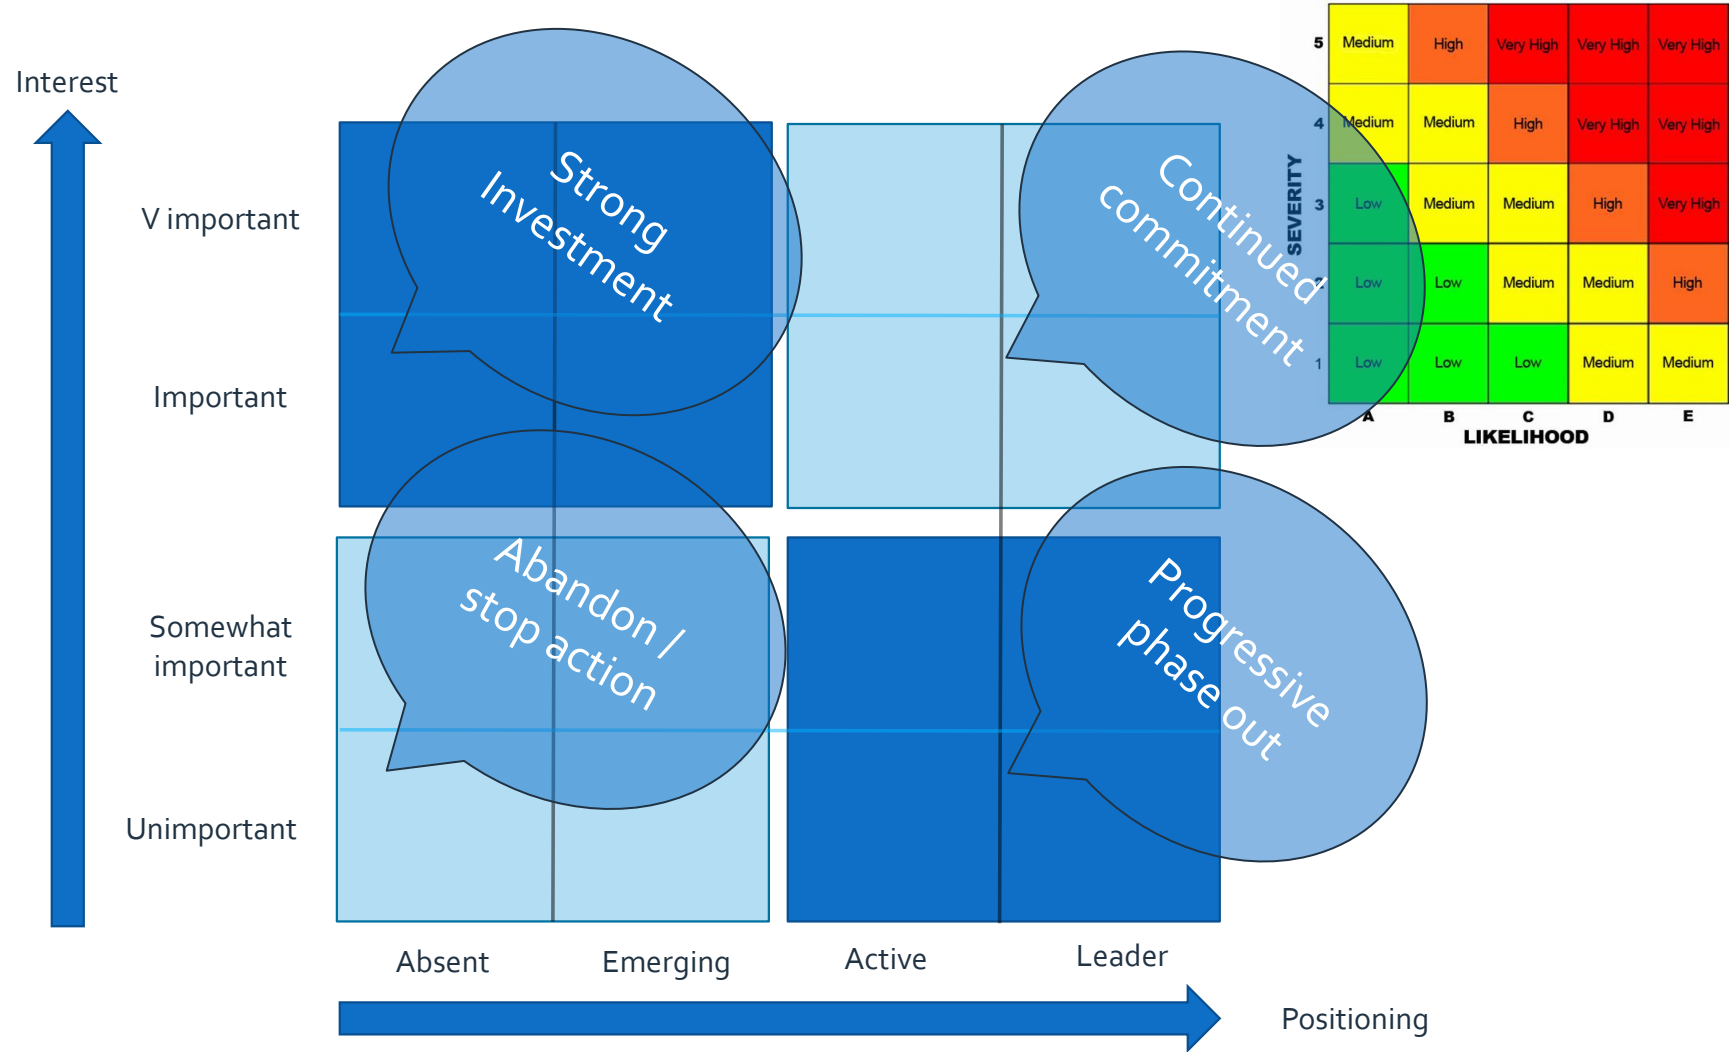 Interest
V important
Important
Somewhat
important
Unimportant
Strong
Investment
Continued
commitment
Abandon /
stop action
Progressive
phase out
Absent
Emerging
Active
Leader
Positioning
SEVERITY
5 Medium High Very High Very High Very High
4 Medium Medium High Very High Very High
3 Low Medium Medium High Very High
2 Low Low Medium Medium High
1 Low Low Low Medium Medium
A B C D E
LIKELIHOOD